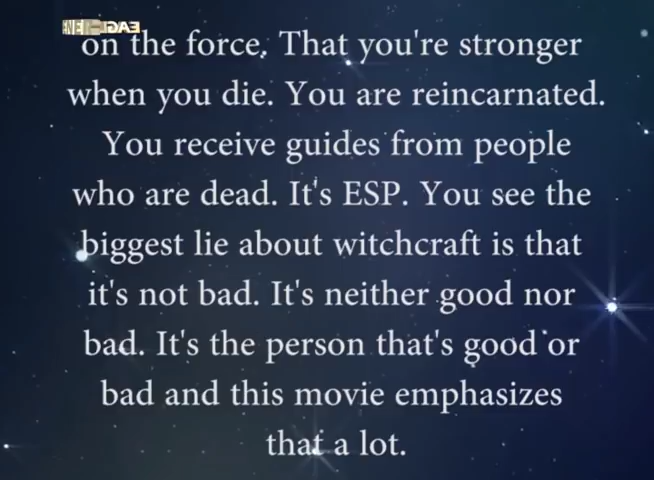 on the force. That you're stronger
when you die. You are reincarnated.
You receive guides from people
who are dead. It's ESP. You see the
biggest lie about witchcraft is that
it's not bad. It's neither good nor
bad. It's the person that's good or
bad and this movie emphasizes
that a lot.